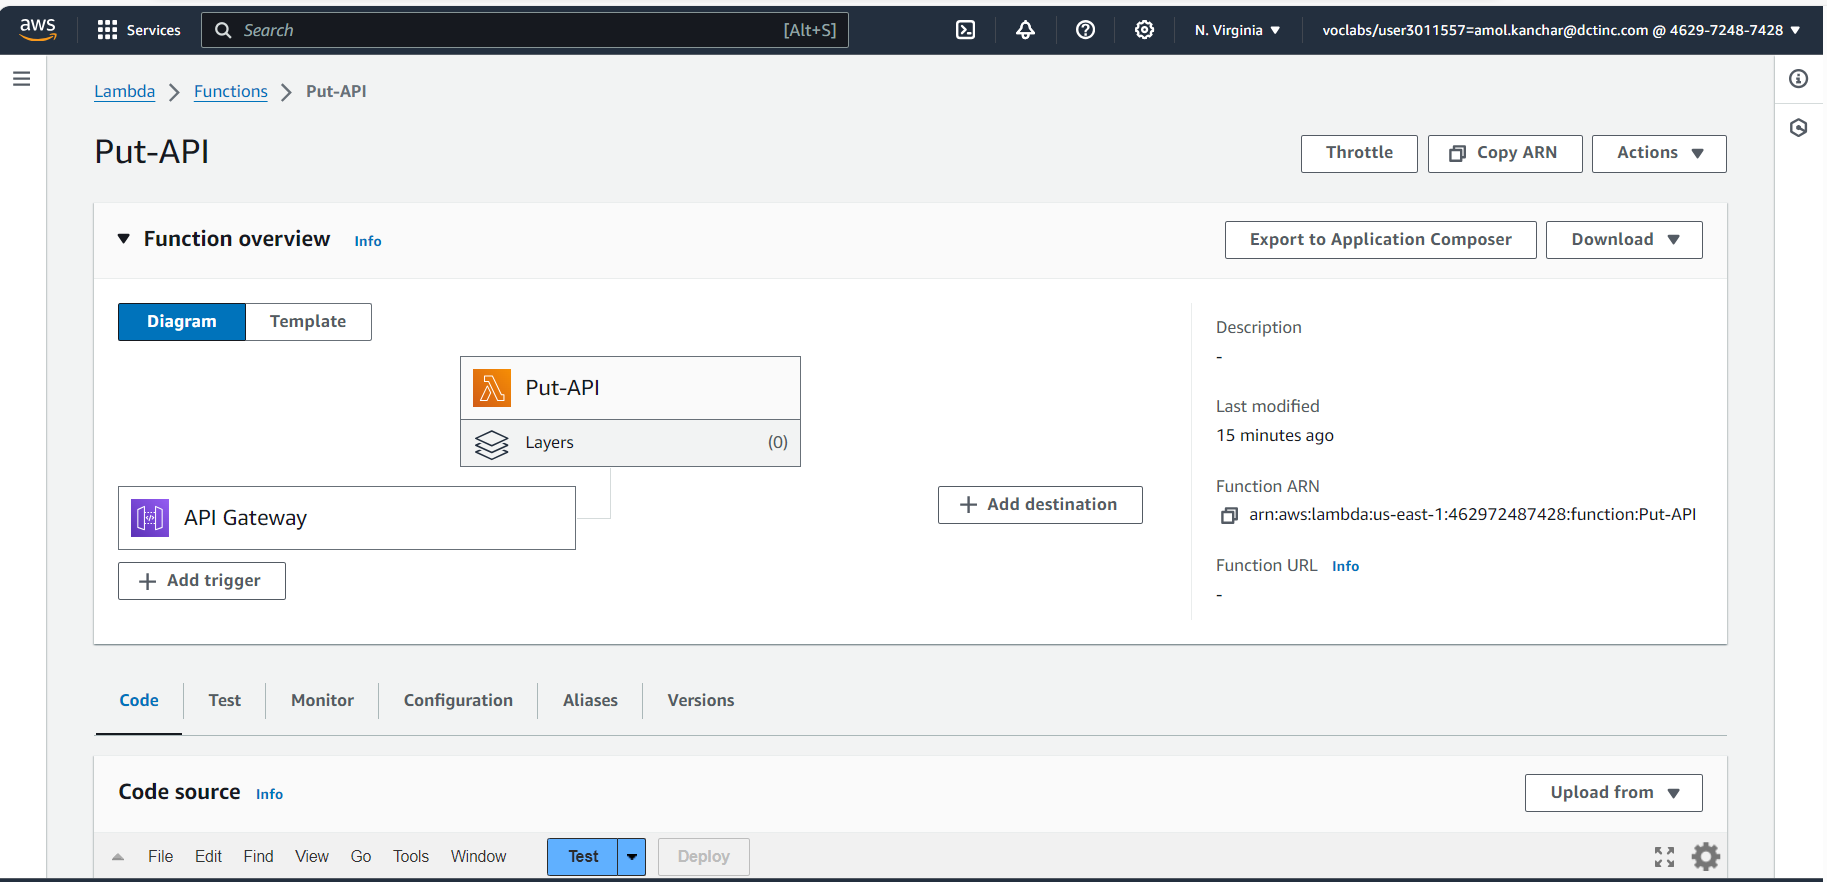 aws Services Search [Alt+S] N. Virginia voclabs/user3011557=amol.kanchar@dctinc.com @ 4629-7248-7428
Lambda Functions Put-API
Put-API
Throttle Copy ARN Actions
Function overview Info
Export to Application Composer Download
Diagram Template
Put-API
Layers (0)
API Gateway
Add trigger
Add destination
Description
-
Last modified
15 minutes ago
Function ARN
arn:aws:lambda:us-east-1:462972487428:function:Put-API
Function URL Info
-
Code Test Monitor Configuration Aliases Versions
Code source Info
Upload from
File Edit Find View Go Tools Window Test Deploy